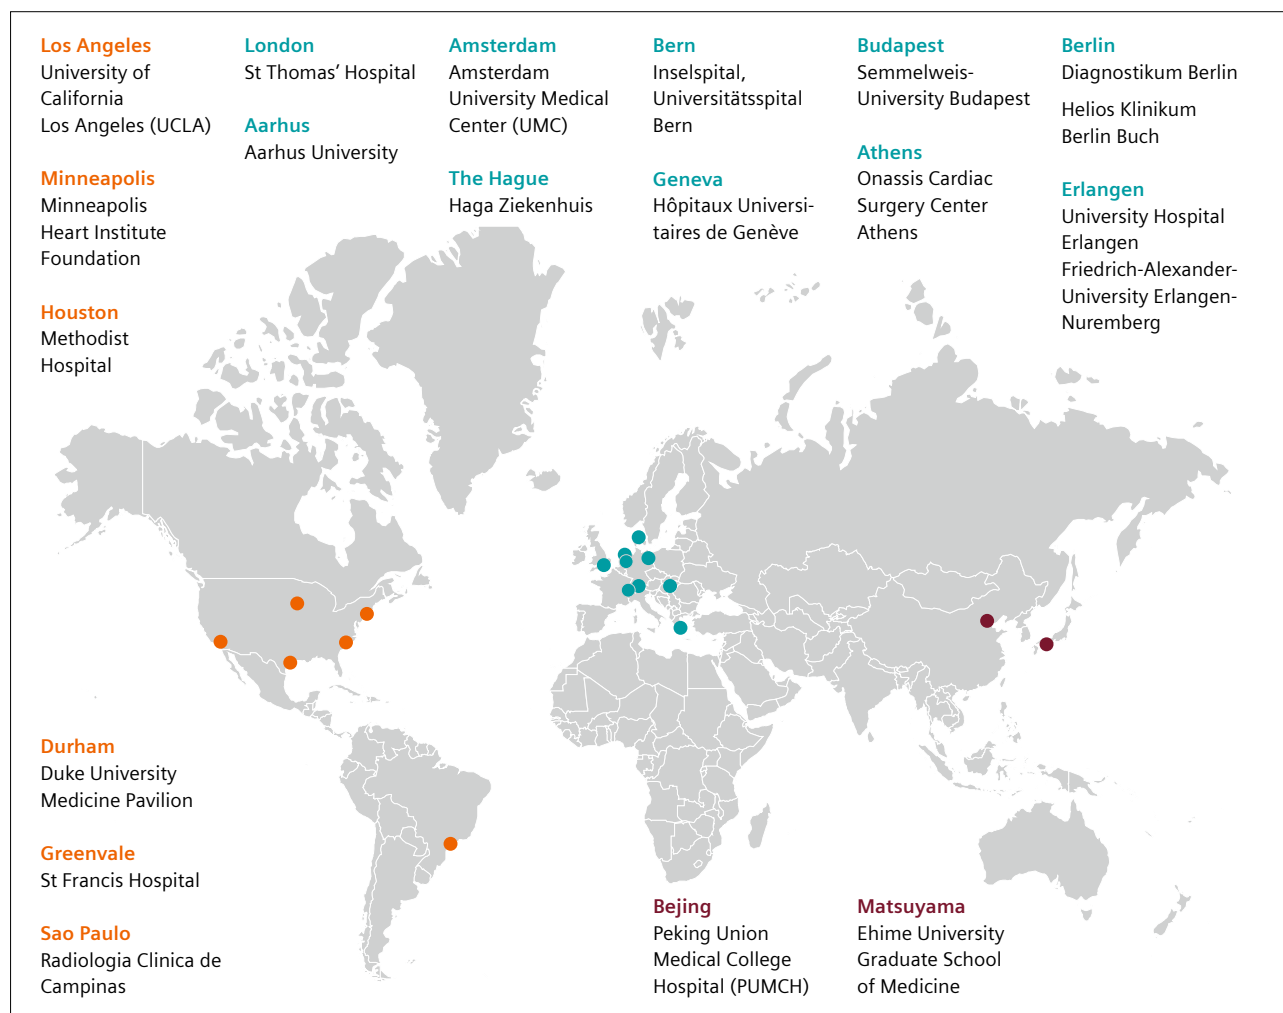 Los Angeles
University of
California
Los Angeles (UCLA)
Minneapolis
Minneapolis
Heart Institute
Foundation
Houston
Methodist
Hospital
London
St Thomas’ Hospital
Aarhus
Aarhus University
Amsterdam
Amsterdam
University Medical
Center (UMC)
The Hague
Haga Ziekenhuis
Bern
Inselspital,
Universitätsspital
Bern
Geneva
Hôpitaux Universi-
taires de Genève
Budapest
Semmelweis-
University Budapest
Athens
Onassis Cardiac
Surgery Center
Athens
Berlin
Diagnostikum Berlin
Helios Klinikum
Berlin Buch
Erlangen
University Hospital
Erlangen
Friedrich-Alexander-
University Erlangen-
Nuremberg
Durham
Duke University
Medicine Pavilion
Greenvale
St Francis Hospital
Sao Paulo
Radiologia Clinica de
Campinas
Bejing
Peking Union
Medical College
Hospital (PUMCH)
Matsuyama
Ehime University
Graduate School
of Medicine